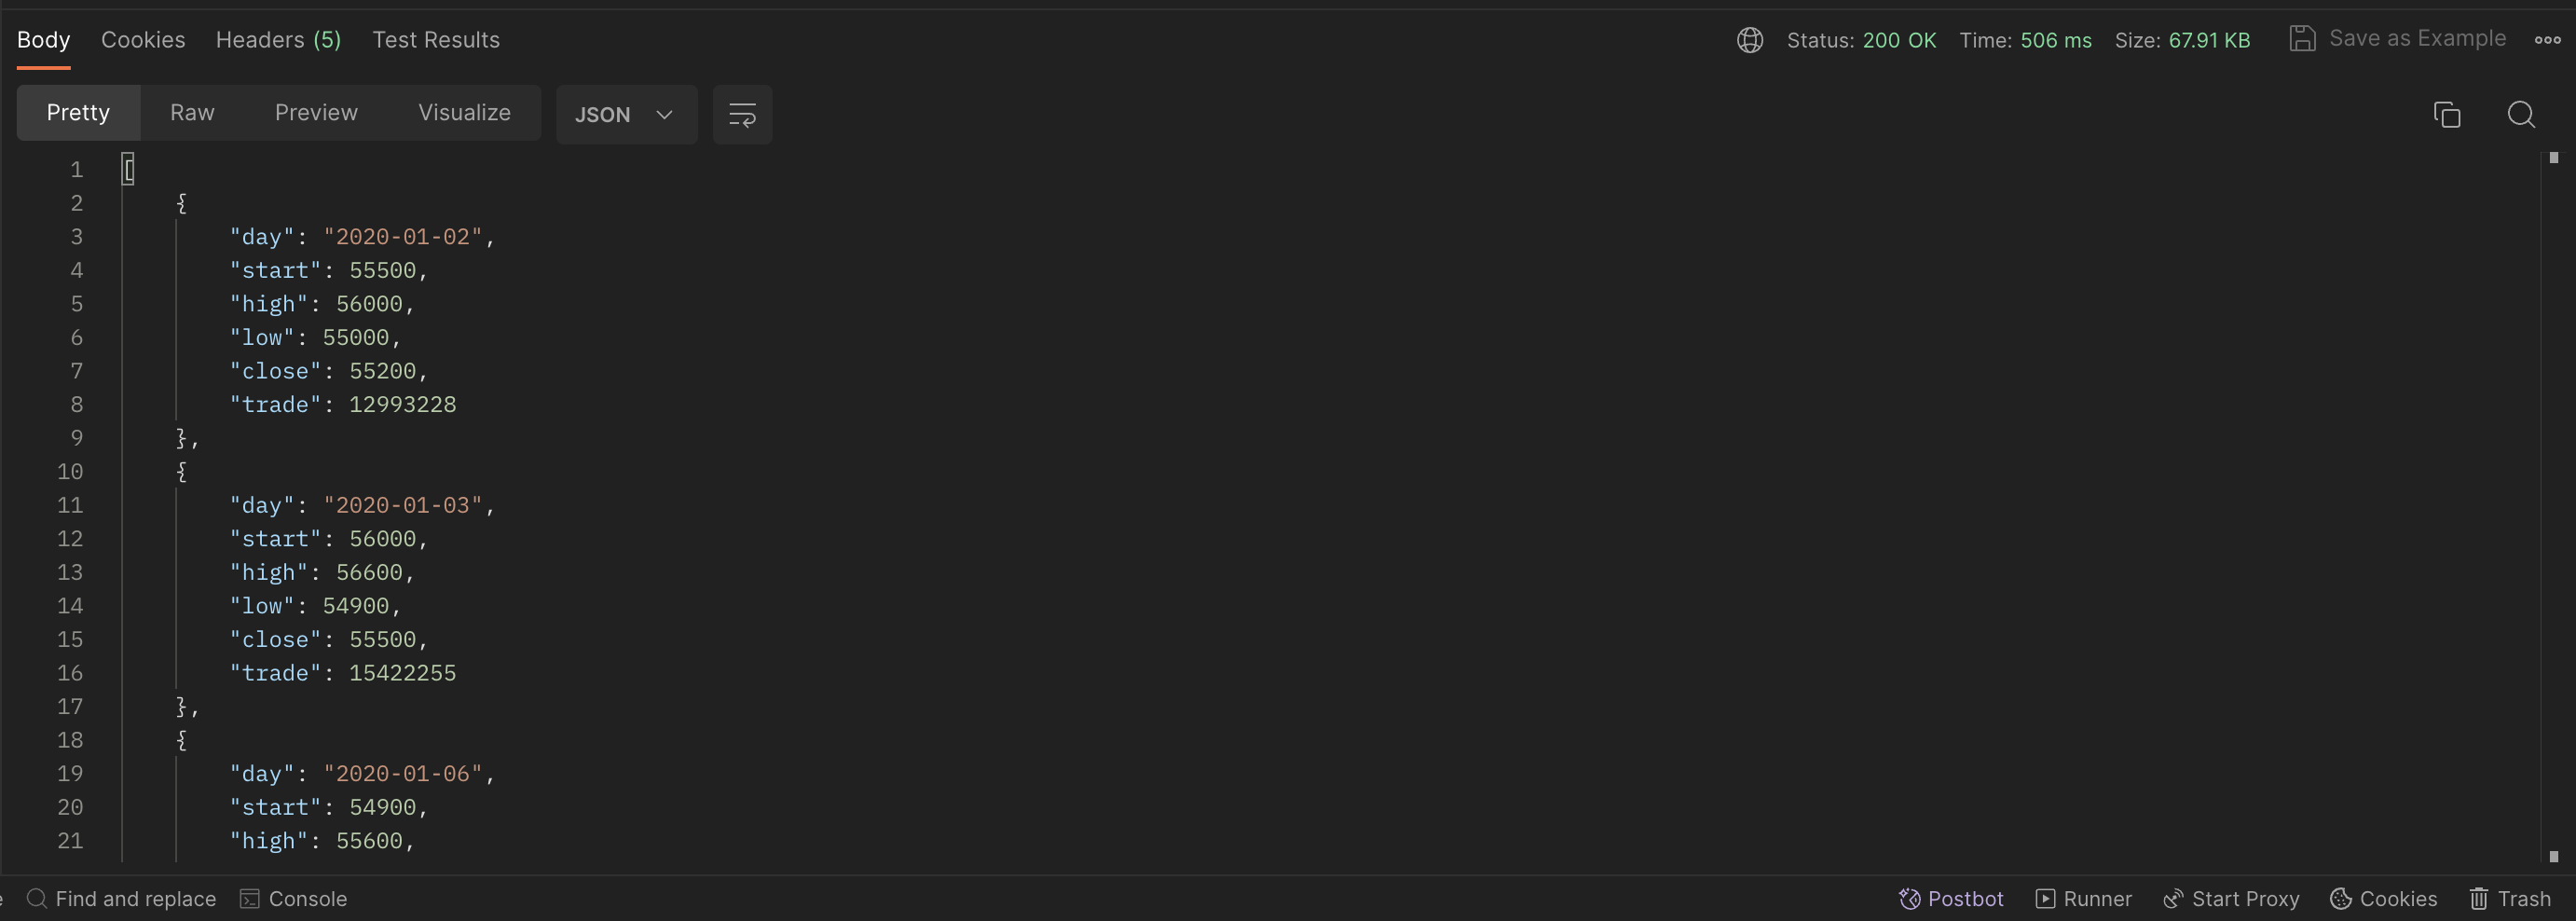 Body Cookies Headers (5) Test Results Status: 200 OK Time: 506 ms Size: 67.91 KB Save as Example
Pretty Raw Preview Visualize JSON
1 [
2 {
3 "day": "2020-01-02",
4 "start": 55500,
5 "high": 56000,
6 "low": 55000,
7 "close": 55200,
8 "trade": 12993228
9 },
10 {
11 "day": "2020-01-03",
12 "start": 56000,
13 "high": 56600,
14 "low": 54900,
15 "close": 55500,
16 "trade": 15422255
17 },
18 {
19 "day": "2020-01-06",
20 "start": 54900,
21 "high": 55600,
Find and replace Console Postbot Runner Start Proxy Cookies Trash